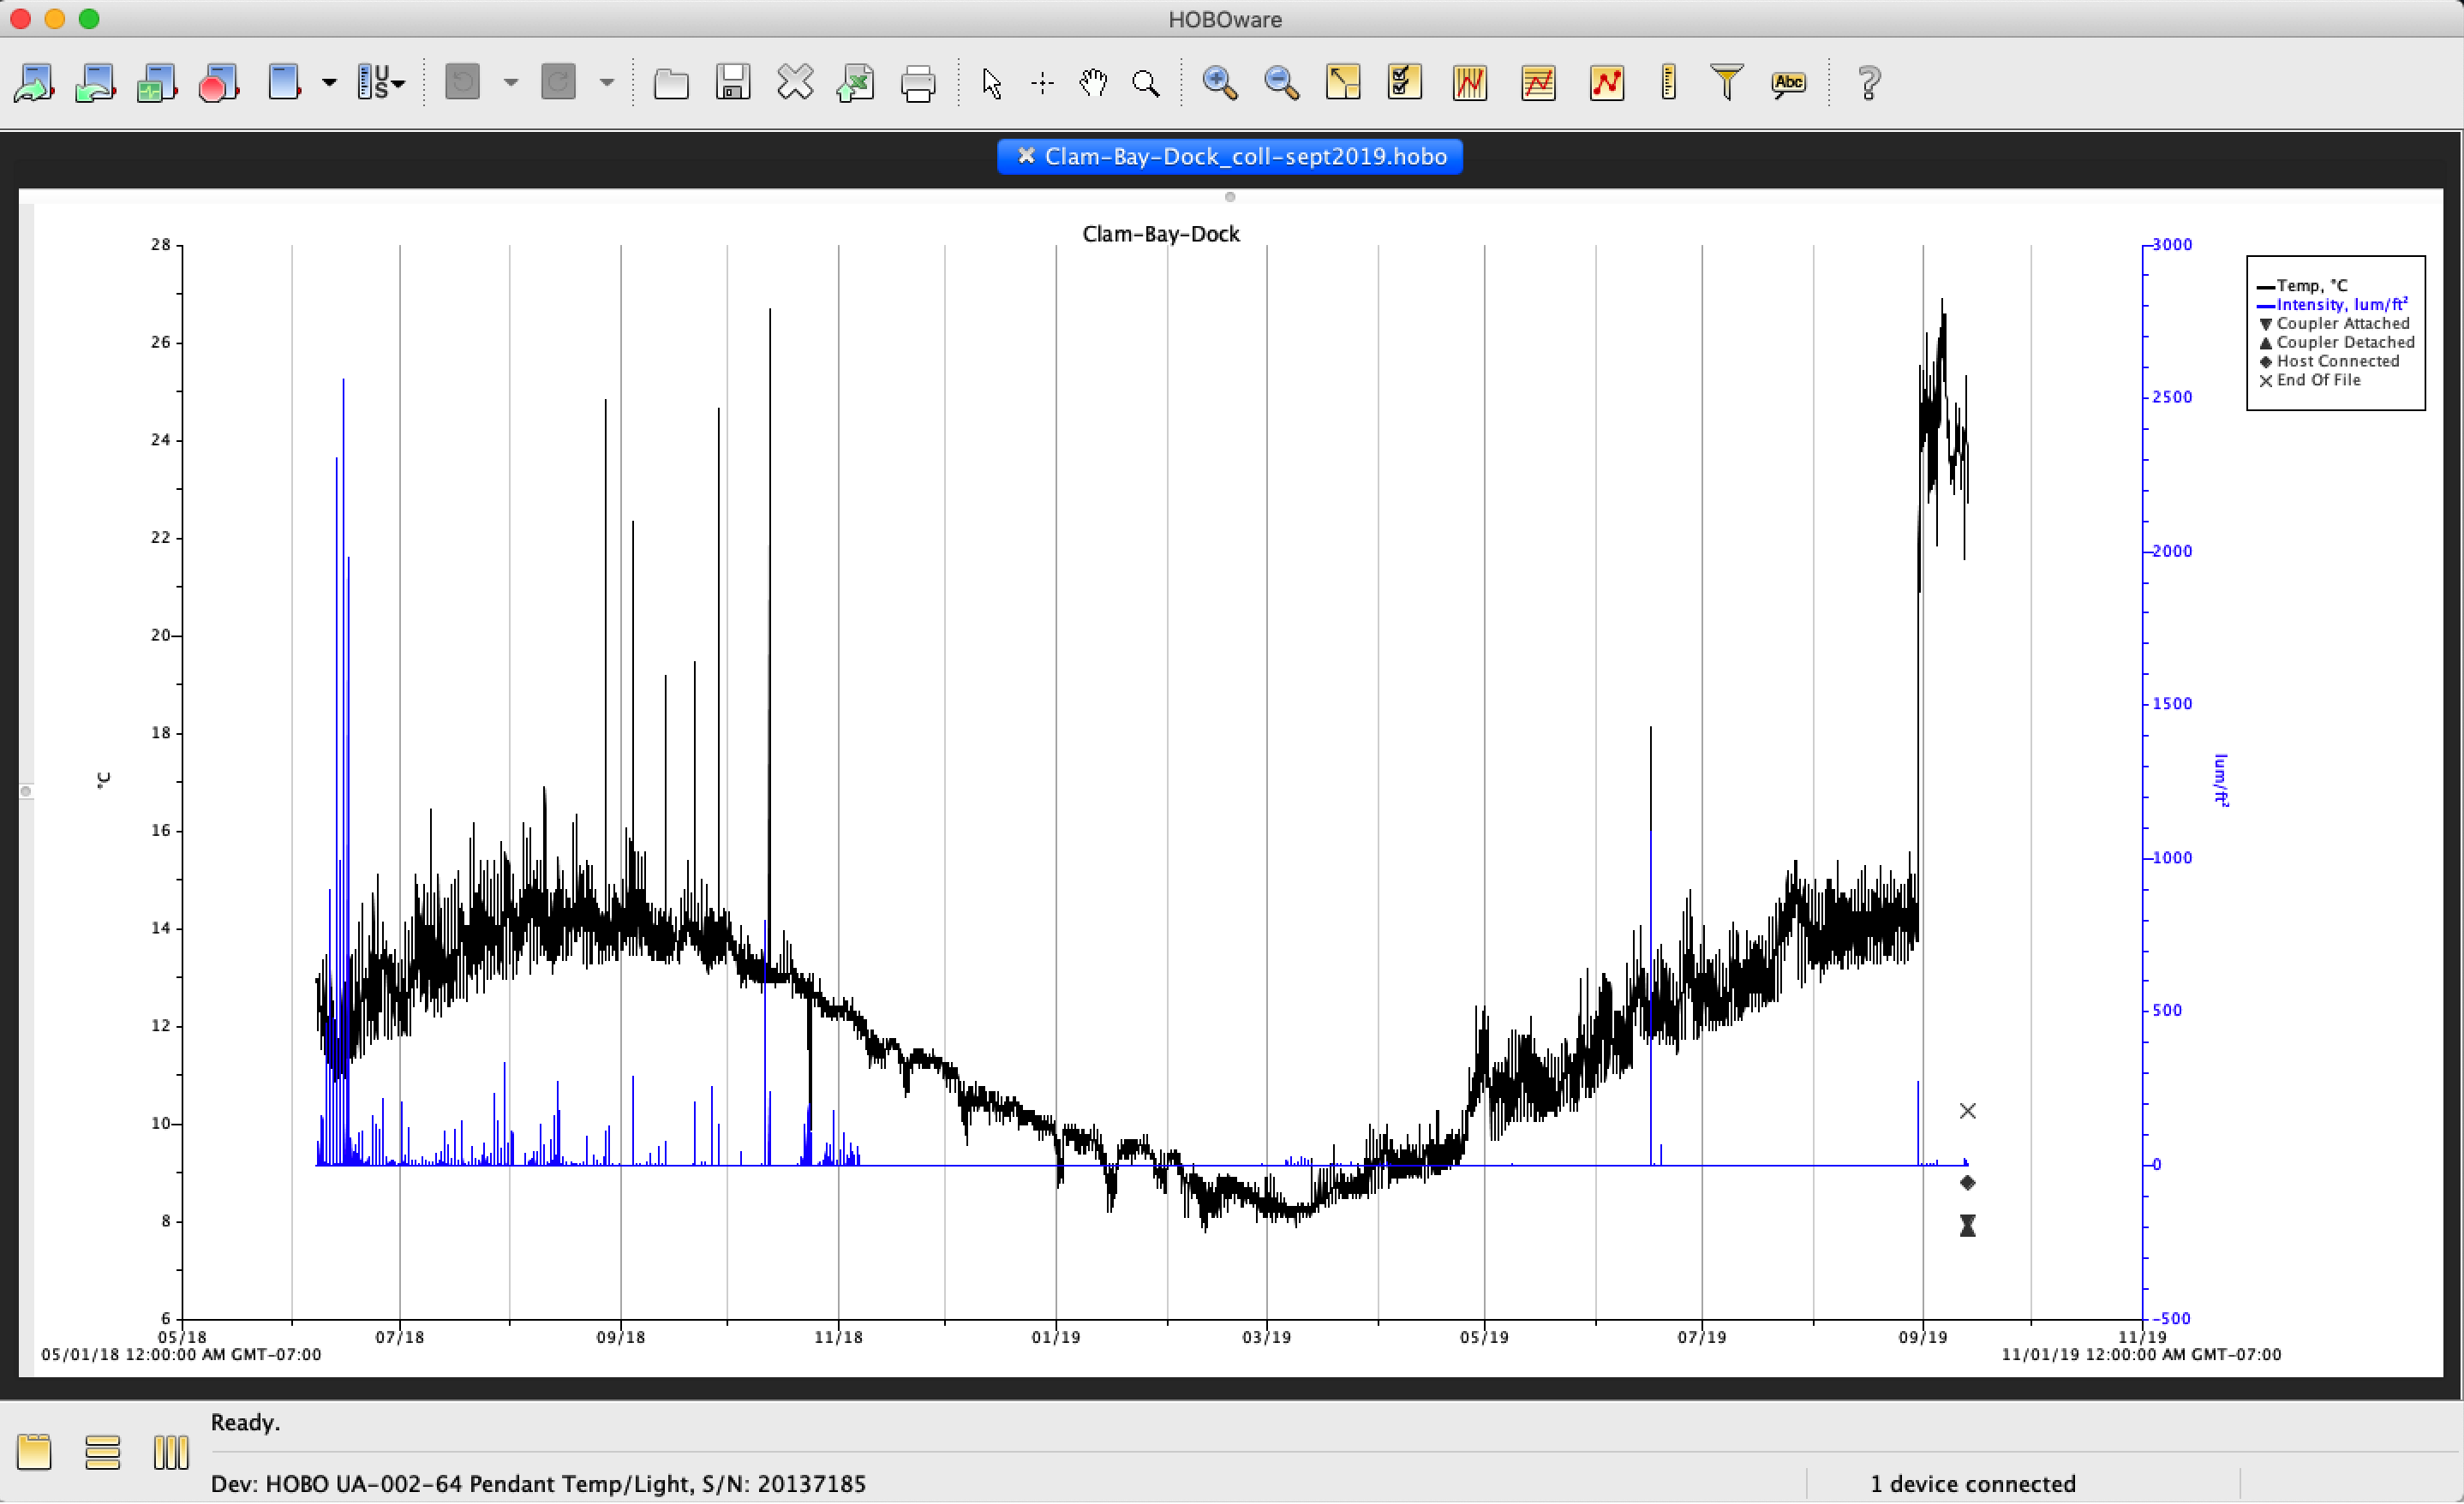 HOBOware
U
S
Abc
?
Clam-Bay-Dock_coll-sept2019.hobo
Clam-Bay-Dock
28
26
24
22
20
18
16
14
12
10
8
6
°C
3000
2500
2000
1500
1000
500
0
-500
lum/ft²
Temp, °C
Intensity, lum/ft²
Coupler Attached
Coupler Detached
Host Connected
End Of File
05/18 07/18 09/18 11/18 01/19 03/19 05/19 07/19 09/19 11/19
05/01/18 12:00:00 AM GMT-07:00 11/01/19 12:00:00 AM GMT-07:00
Ready.
Dev: HOBO UA-002-64 Pendant Temp/Light, S/N: 20137185 1 device connected